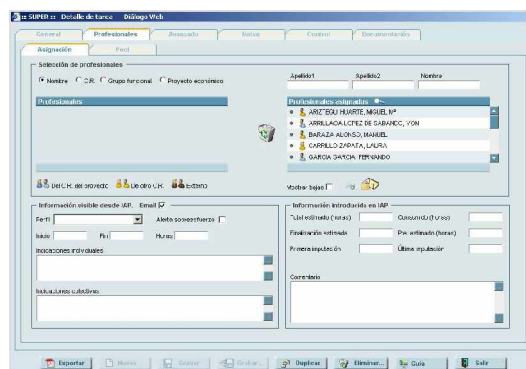 :: SUPER :: Detalle de tarea Diálogo Web
General Profesionales Avanzado Notas Control Documentación
Asignación Pool
Selección de profesionales
Nombre C.R. Grupo funcional Proyecto económico
Apellido1 Apellido2 Nombre
Profesionales
Profesionales asignados
ARIZTEGUI HUARTE, MIGUEL Mª
ARRILLAGA LOPEZ DE
BARAZA ALONSO, MANUEL
CARRILLO ZAPATA, LAURA
GARCIA GARCIA, FERNANDO
Del C.R. del proyecto De otro C.R. Externo
Mostrar bajas
Información visible desde IAP. Email
Perfil Alerta sobreesfuerzo
Inicio Fin Horas
Indicaciones individuales
Indicaciones colectivas
Información introducida en IAP
Total estimado (horas) Consumido (horas)
Finalización estimada Pte. estimado (horas)
Primera imputación Última imputación
Comentario
Exportar Nuevo Grabar Grabar... Duplicar Eliminar... Guía Salir